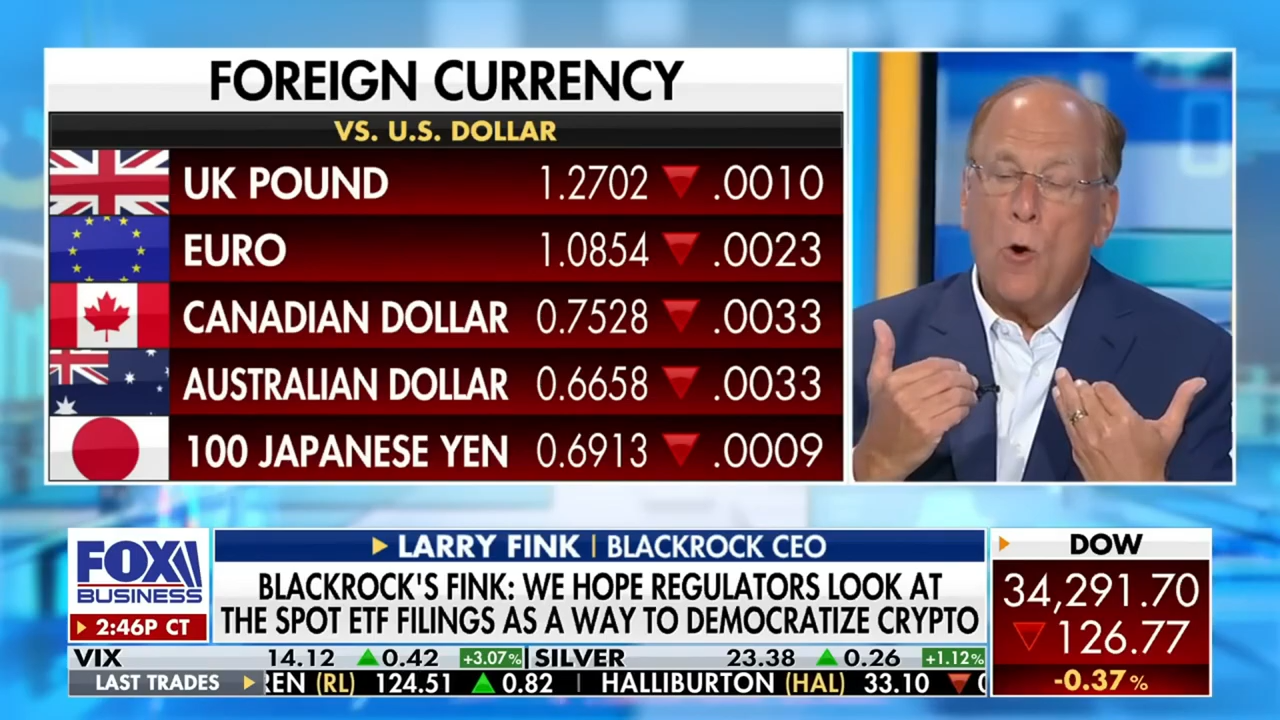 FOREIGN CURRENCY
VS. U.S. DOLLAR
UK POUND 1.2702 ▼ .0010
EURO 1.0854 ▼ .0023
CANADIAN DOLLAR 0.7528 ▼ .0033
AUSTRALIAN DOLLAR 0.6658 ▼ .0033
100 JAPANESE YEN 0.6913 ▼ .0009
FOX
BUSINESS
2:46P CT
LARRY FINK | BLACKROCK CEO
BLACKROCK'S FINK: WE HOPE REGULATORS LOOK AT
THE SPOT ETF FILINGS AS A WAY TO DEMOCRATIZE CRYPTO
DOW
34,291.70
▼ 126.77
-0.37%
VIX 14.12 ▲ 0.42 +3.07% | SILVER 23.38 ▲ 0.26 +1.12%
LAST TRADES REN (RL) 124.51 ▲ 0.82 | HALLIBURTON (HAL) 33.10 ▼